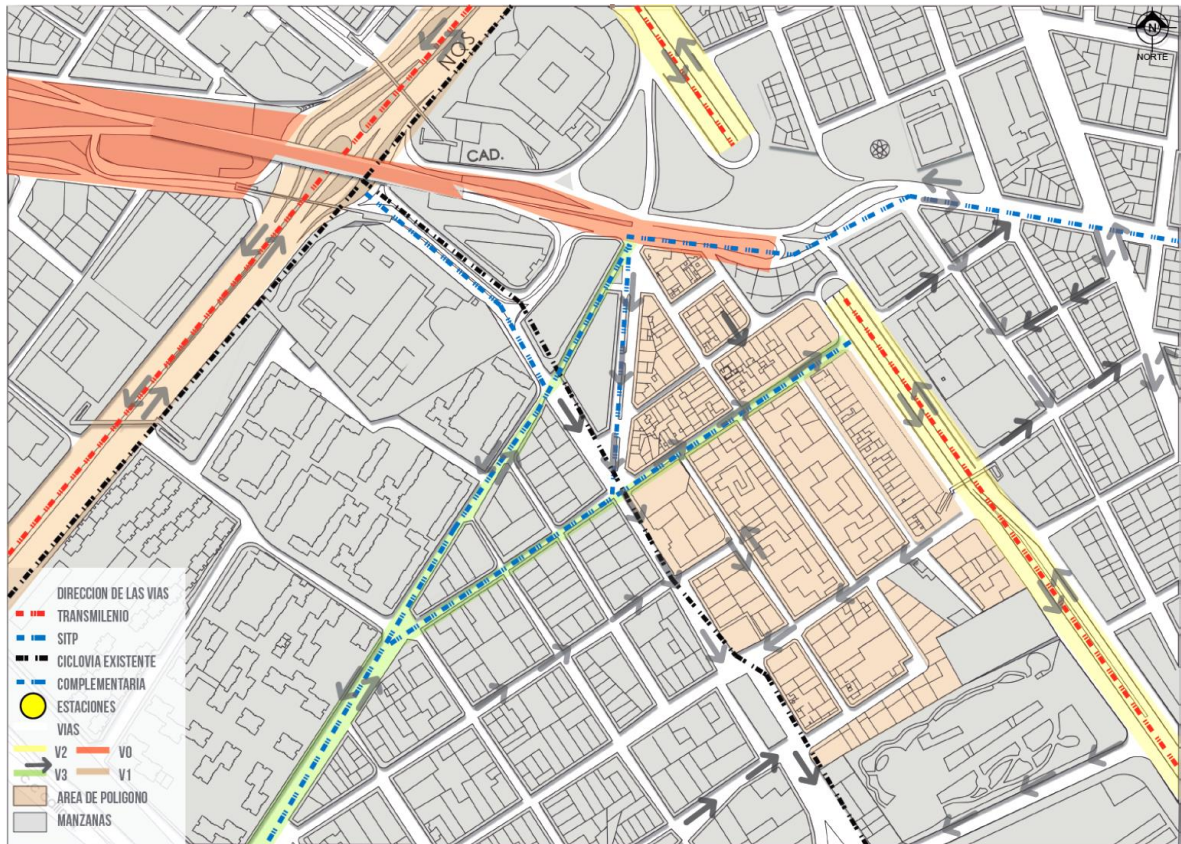 N
NORTE
NQS
CAD.
DIRECCION DE LAS VIAS
TRANSMILENIO
SITP
CICLOVIA EXISTENTE
COMPLEMENTARIA
ESTACIONES
VIAS
V2 V0
V3 V1
AREA DE POLIGONO
MANZANAS